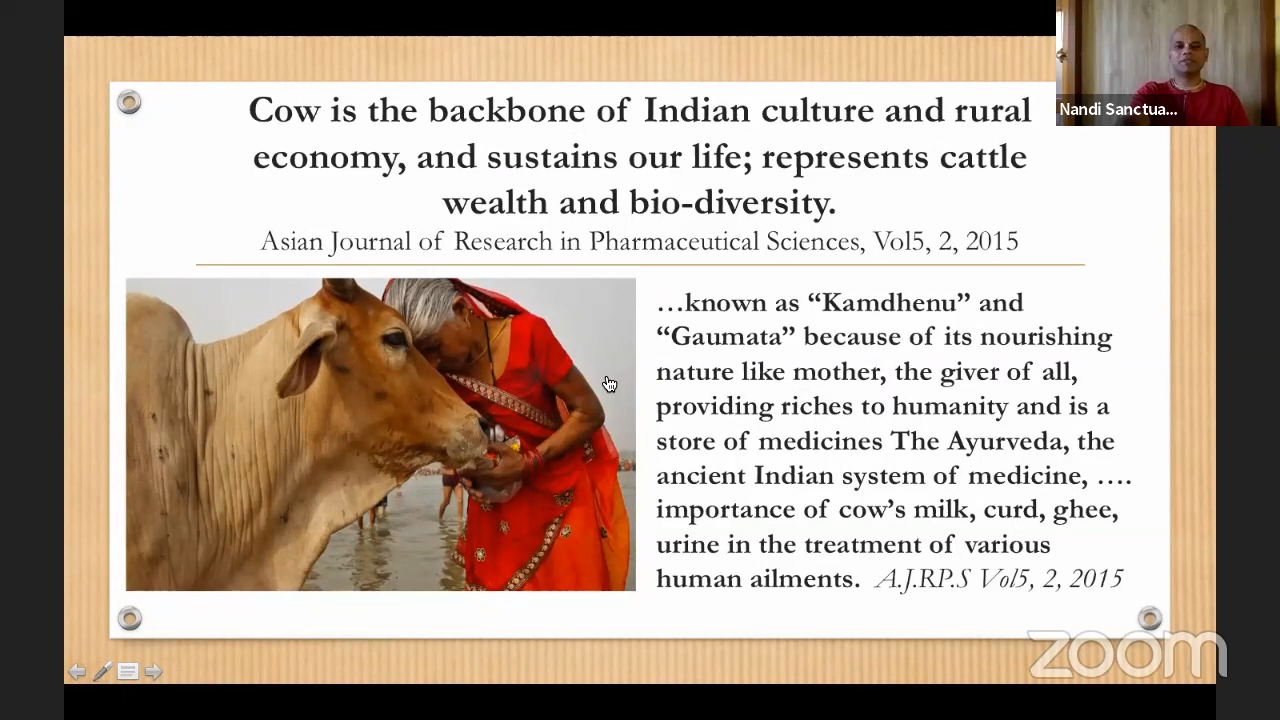 Cow is the backbone of Indian culture and rural
economy, and sustains our life; represents cattle
wealth and bio-diversity.
Asian Journal of Research in Pharmaceutical Sciences, Vol5, 2, 2015
Nandi Sanctua...
…known as “Kamdhenu” and
“Gaumata” because of its nourishing
nature like mother, the giver of all,
providing riches to humanity and is a
store of medicines The Ayurveda, the
ancient Indian system of medicine, ….
importance of cow’s milk, curd, ghee,
urine in the treatment of various
human ailments. A.J.RP.S Vol5, 2, 2015
zoom